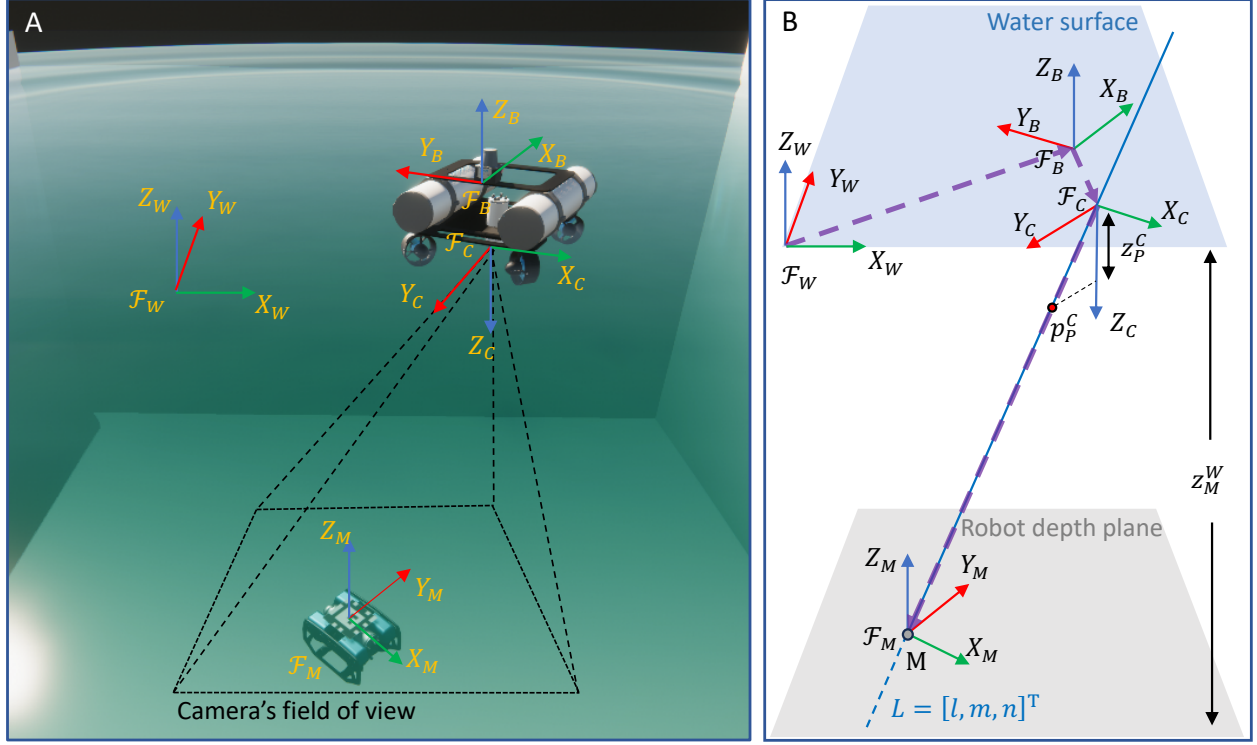 A
Z_B
X_B
Y_B
ℱ_B
Z_W
Y_W
ℱ_C
X_C
ℱ_W
X_W
Y_C
Z_C
Z_M
Y_M
ℱ_M
X_M
Camera's field of view
B
Water surface
Z_B
X_B
Y_B
Z_W
ℱ_B
Y_W
ℱ_C
X_C
Y_C
z_P^C
X_W
ℱ_W
p_P^C
Z_C
z_M^W
Robot depth plane
Z_M
Y_M
ℱ_M
M
X_M
L = [l, m, n]^T